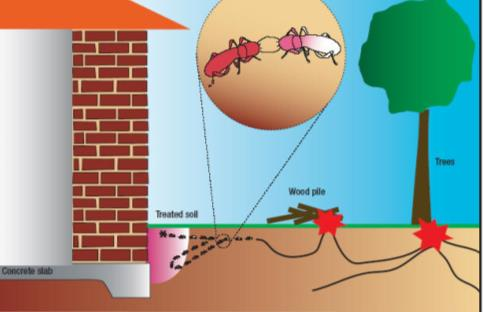 Trees
Wood pile
Treated soil
Concrete slab